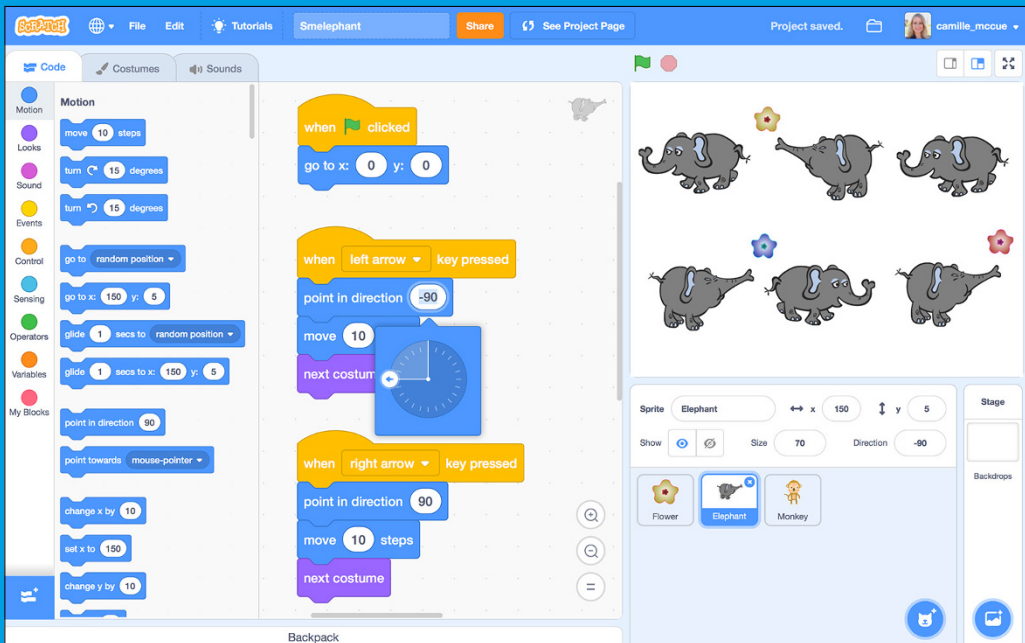 SCRATCH File Edit Tutorials Smelephant Share See Project Page Project saved. camille_mccue
Code Costumes Sounds
Motion
Looks
Sound
Events
Control
Sensing
Operators
Variables
My Blocks
Motion
move 10 steps
turn 15 degrees
turn 15 degrees
go to random position
go to x: 150 y: 5
glide 1 secs to random position
glide 1 secs to x: 150 y: 5
point in direction 90
point towards mouse-pointer
change x by 10
set x to 150
change y by 10
when clicked
go to x: 0 y: 0
when left arrow key pressed
point in direction -90
move 10
next costum
when right arrow key pressed
point in direction 90
move 10 steps
next costume
Sprite Elephant x 150 y 5
Show Size 70 Direction -90
Flower Elephant Monkey
Stage
Backdrops
Backpack